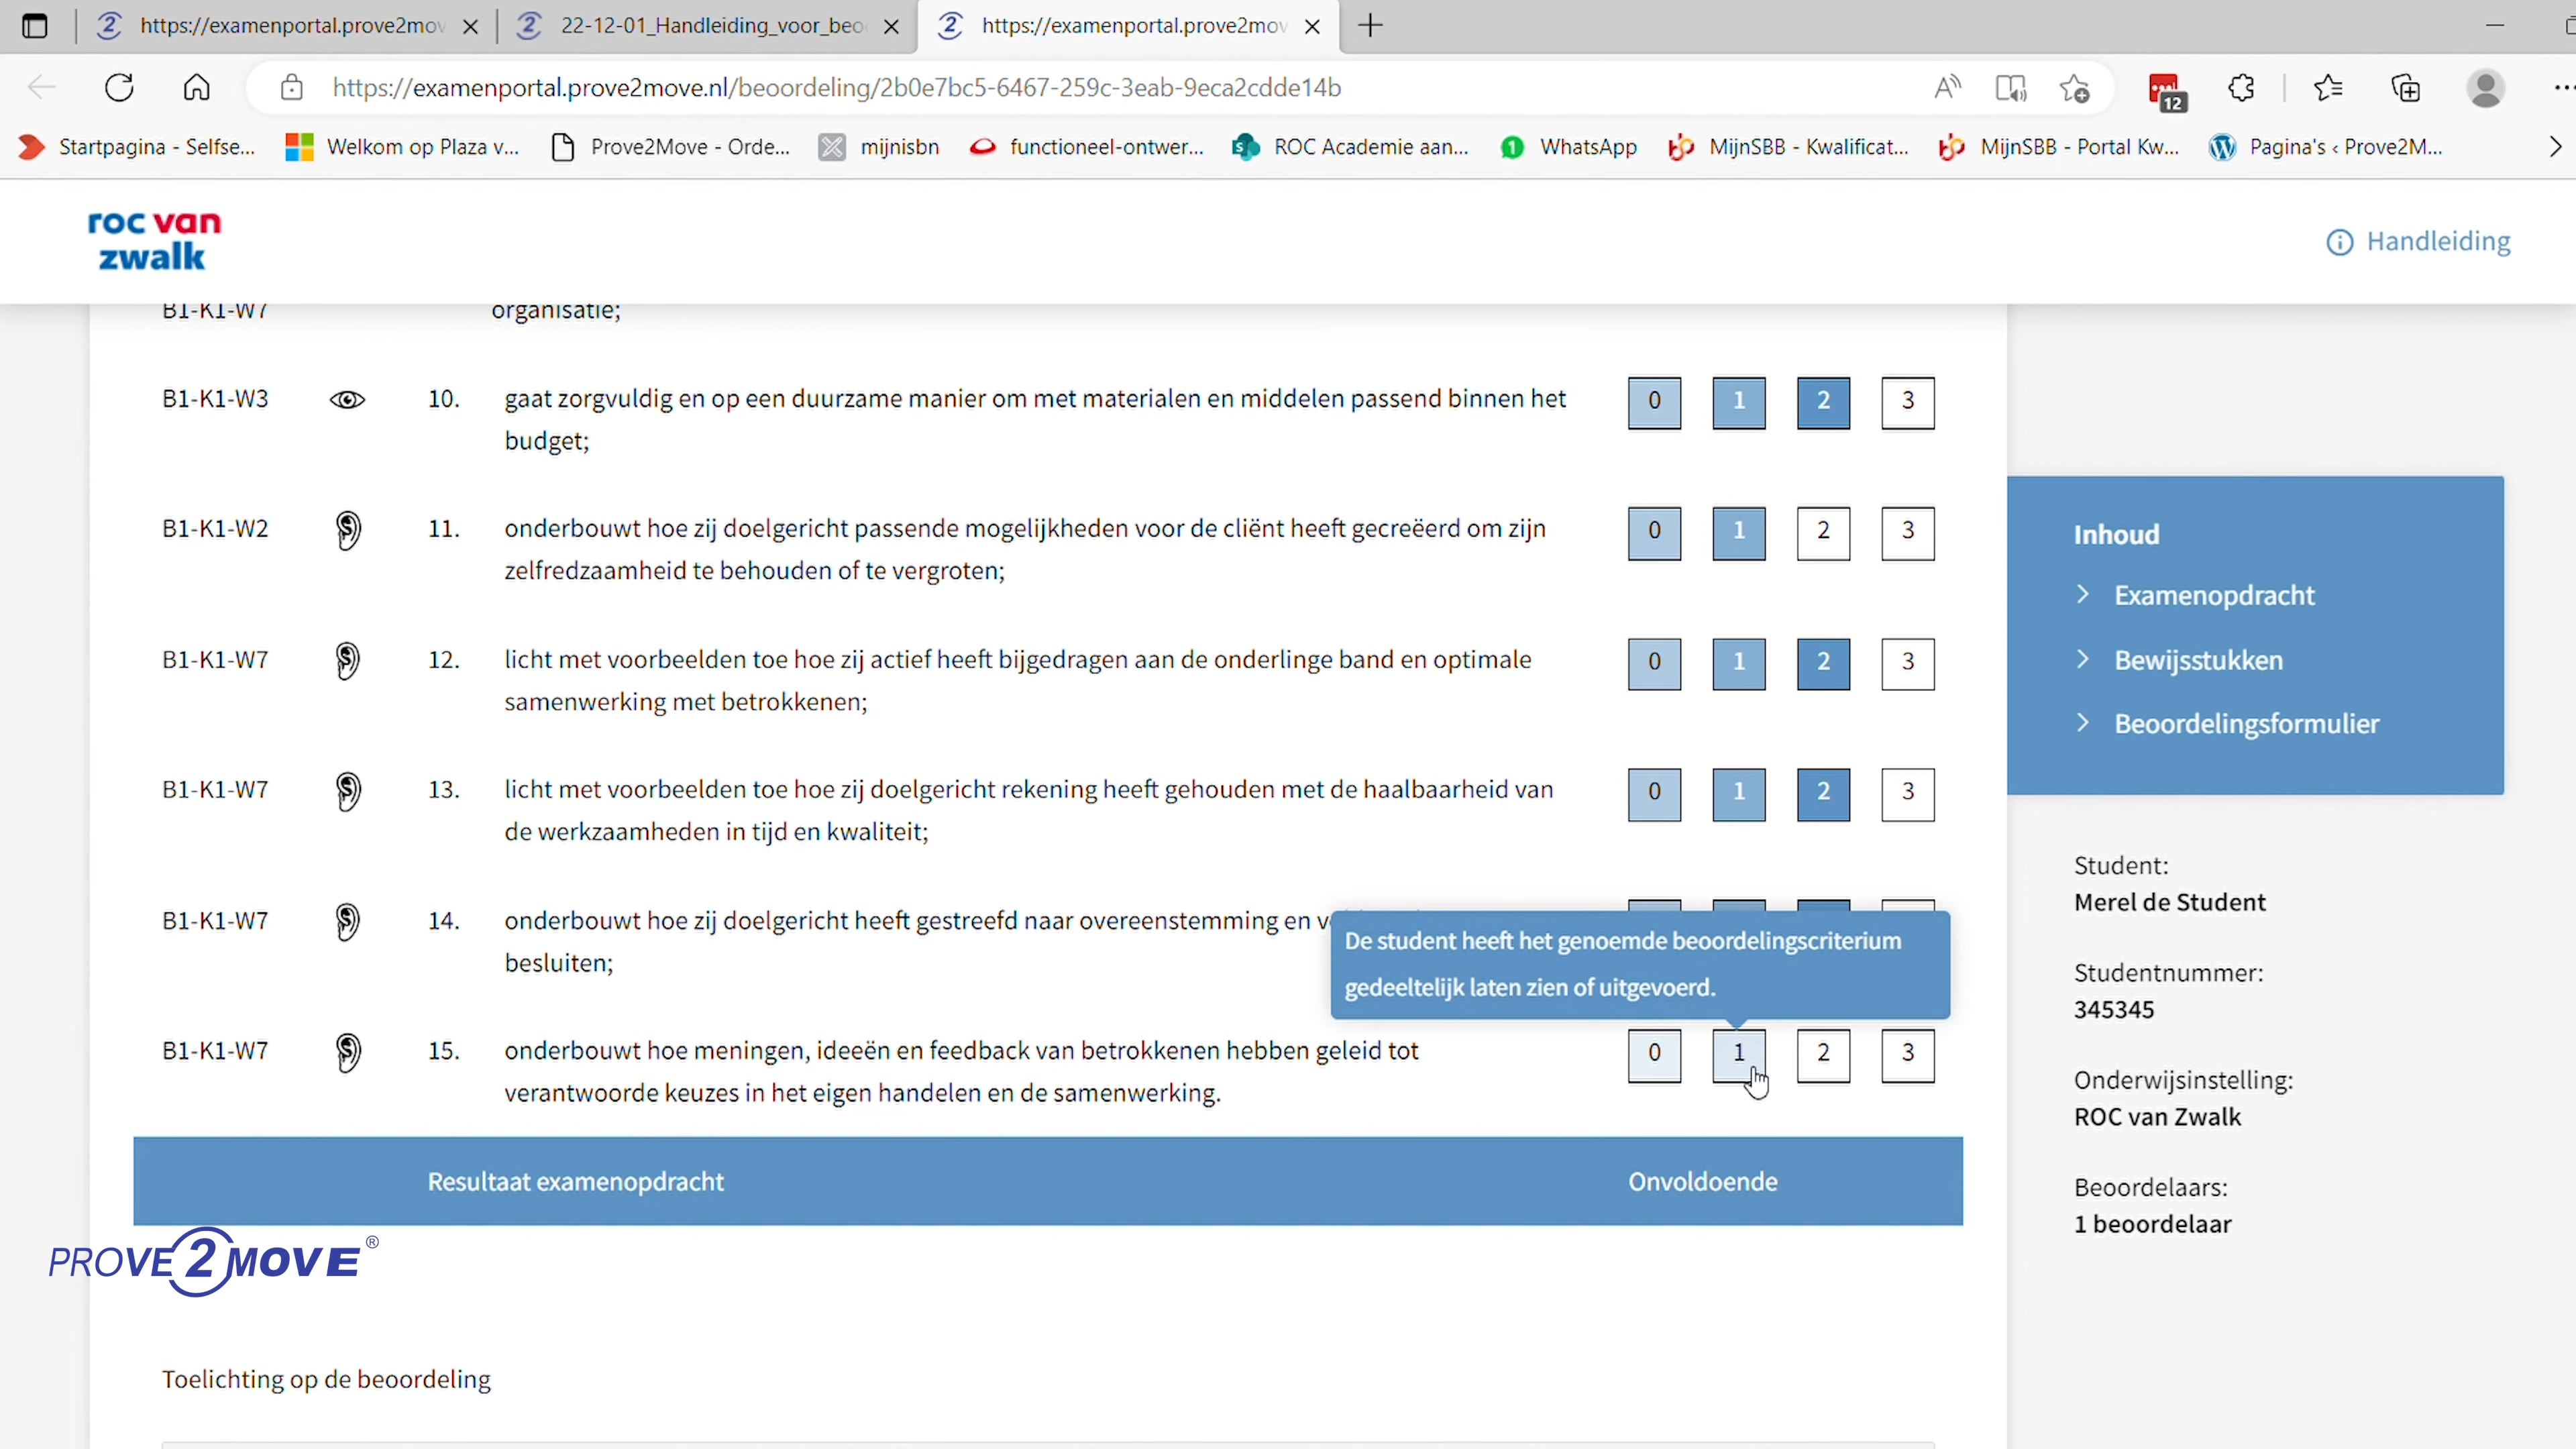 https://examenportal.prove2mov
22-12-01_Handleiding_voor_beo
https://examenportal.prove2mov
https://examenportal.prove2move.nl/beoordeling/2b0e7bc5-6467-259c-3eab-9eca2cdde14b
12
Startpagina - Selfse...
Welkom op Plaza v...
Prove2Move - Orde...
mijnisbn
functioneel-ontwer...
ROC Academie aan...
WhatsApp
MijnSBB - Kwalificat...
MijnSBB - Portal Kw...
Pagina's ‹ Prove2M...
roc van
zwalk
Handleiding
B1-K1-W7 organisatie;
B1-K1-W3 10. gaat zorgvuldig en op een duurzame manier om met materialen en middelen passend binnen het 0 1 2 3
budget;
B1-K1-W2 11. onderbouwt hoe zij doelgericht passende mogelijkheden voor de cliënt heeft gecreëerd om zijn 0 1 2 3
zelfredzaamheid te behouden of te vergroten;
B1-K1-W7 12. licht met voorbeelden toe hoe zij actief heeft bijgedragen aan de onderlinge band en optimale 0 1 2 3
samenwerking met betrokkenen;
B1-K1-W7 13. licht met voorbeelden toe hoe zij doelgericht rekening heeft gehouden met de haalbaarheid van 0 1 2 3
de werkzaamheden in tijd en kwaliteit;
B1-K1-W7 14. onderbouwt hoe zij doelgericht heeft gestreefd naar overeenstemming en
besluiten;
De student heeft het genoemde beoordelingscriterium
gedeeltelijk laten zien of uitgevoerd.
B1-K1-W7 15. onderbouwt hoe meningen, ideeën en feedback van betrokkenen hebben geleid tot 0 1 2 3
verantwoorde keuzes in het eigen handelen en de samenwerking.
Resultaat examenopdracht Onvoldoende
PROVE2MOVE®
Toelichting op de beoordeling
Inhoud
Examenopdracht
Bewijsstukken
Beoordelingsformulier
Student:
Merel de Student
Studentnummer:
345345
Onderwijsinstelling:
ROC van Zwalk
Beoordelaars:
1 beoordelaar